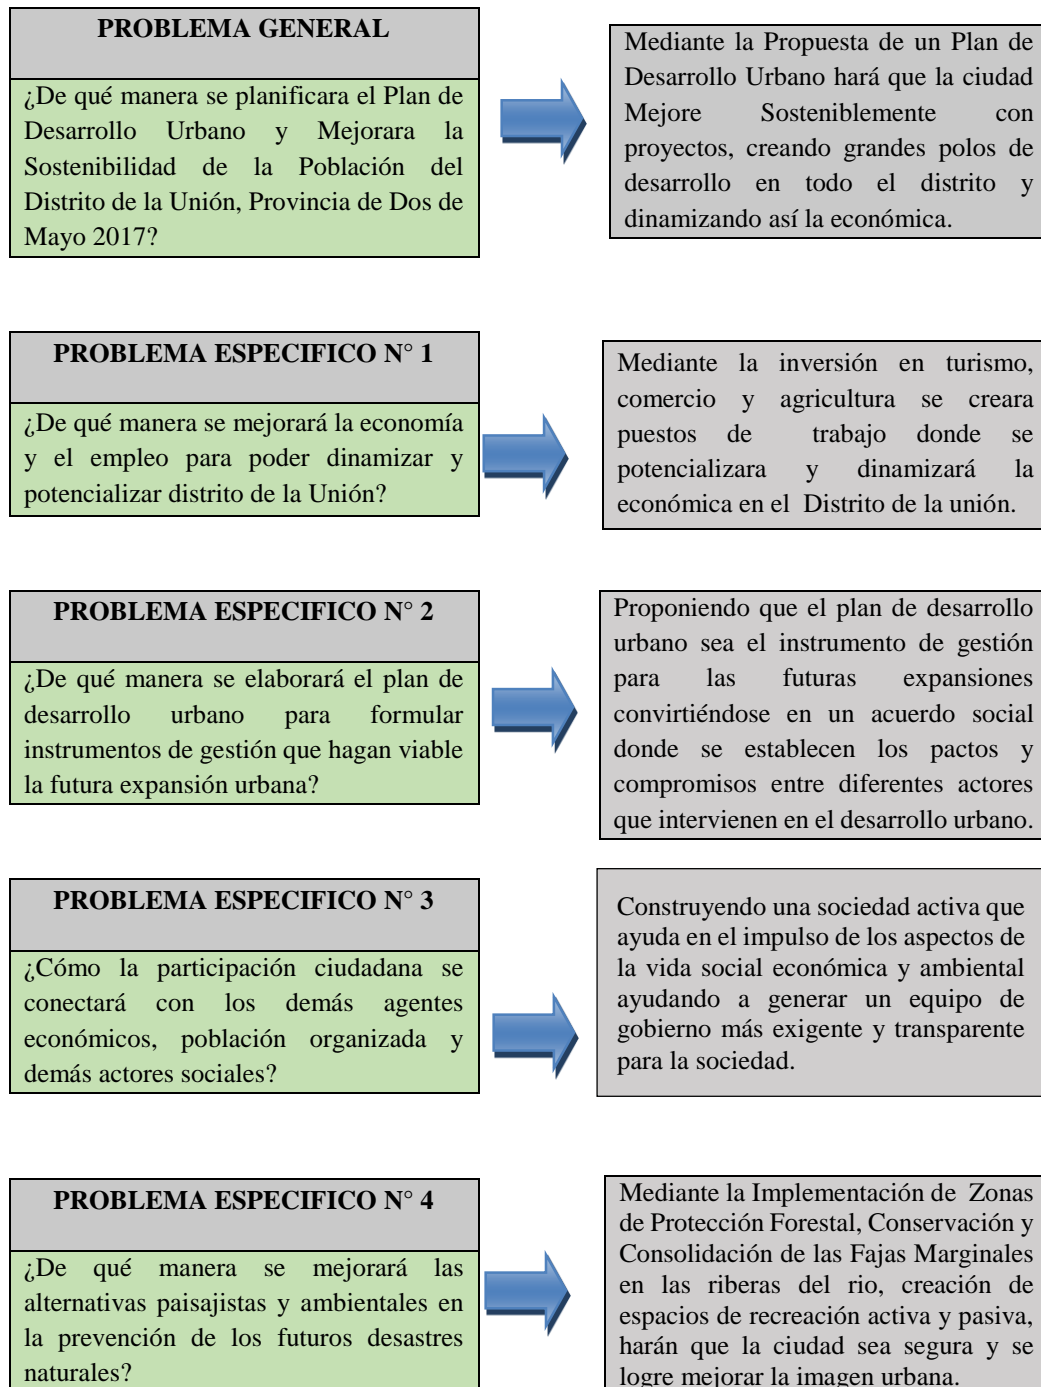 PROBLEMA GENERAL
¿De qué manera se planificara el Plan de
Desarrollo Urbano y Mejorara la
Sostenibilidad de la Población del
Distrito de la Unión, Provincia de Dos de
Mayo 2017?
Mediante la Propuesta de un Plan de
Desarrollo Urbano hará que la ciudad
Mejore Sosteniblemente con
proyectos, creando grandes polos de
desarrollo en todo el distrito y
dinamizando así la económica.
PROBLEMA ESPECIFICO N° 1
¿De qué manera se mejorará la economía
y el empleo para poder dinamizar y
potencializar distrito de la Unión?
Mediante la inversión en turismo,
comercio y agricultura se creara
puestos de trabajo donde se
potencializara y dinamizará la
económica en el Distrito de la unión.
PROBLEMA ESPECIFICO N° 2
¿De qué manera se elaborará el plan de
desarrollo urbano para formular
instrumentos de gestión que hagan viable
la futura expansión urbana?
Proponiendo que el plan de desarrollo
urbano sea el instrumento de gestión
para las futuras expansiones
convirtiéndose en un acuerdo social
donde se establecen los pactos y
compromisos entre diferentes actores
que intervienen en el desarrollo urbano.
PROBLEMA ESPECIFICO N° 3
¿Cómo la participación ciudadana se
conectará con los demás agentes
económicos, población organizada y
demás actores sociales?
Construyendo una sociedad activa que
ayuda en el impulso de los aspectos de
la vida social económica y ambiental
ayudando a generar un equipo de
gobierno más exigente y transparente
para la sociedad.
PROBLEMA ESPECIFICO N° 4
¿De qué manera se mejorará las
alternativas paisajistas y ambientales en
la prevención de los futuros desastres
naturales?
Mediante la Implementación de Zonas
de Protección Forestal, Conservación y
Consolidación de las Fajas Marginales
en las riberas del rio, creación de
espacios de recreación activa y pasiva,
harán que la ciudad sea segura y se
logre mejorar la imagen urbana.